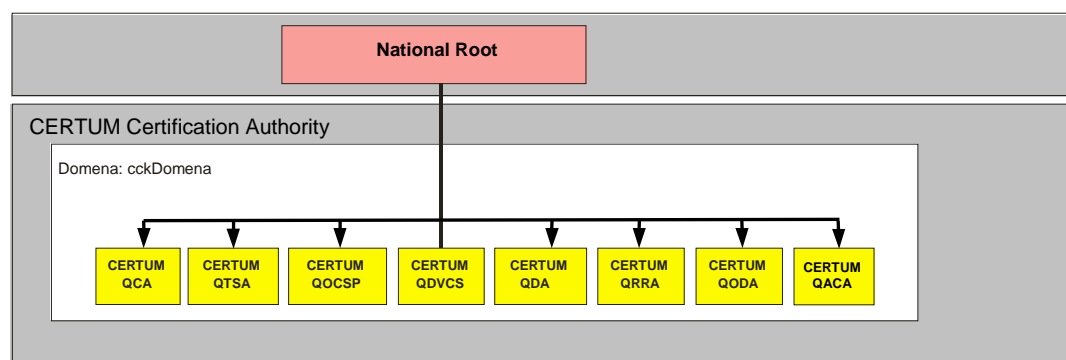 National Root
CERTUM Certification Authority
Domena: cckDomena
CERTUM
QCA
CERTUM
QTSA
CERTUM
QOCSP
CERTUM
QDVCS
CERTUM
QDA
CERTUM
QRRA
CERTUM
QODA
CERTUM
QACA